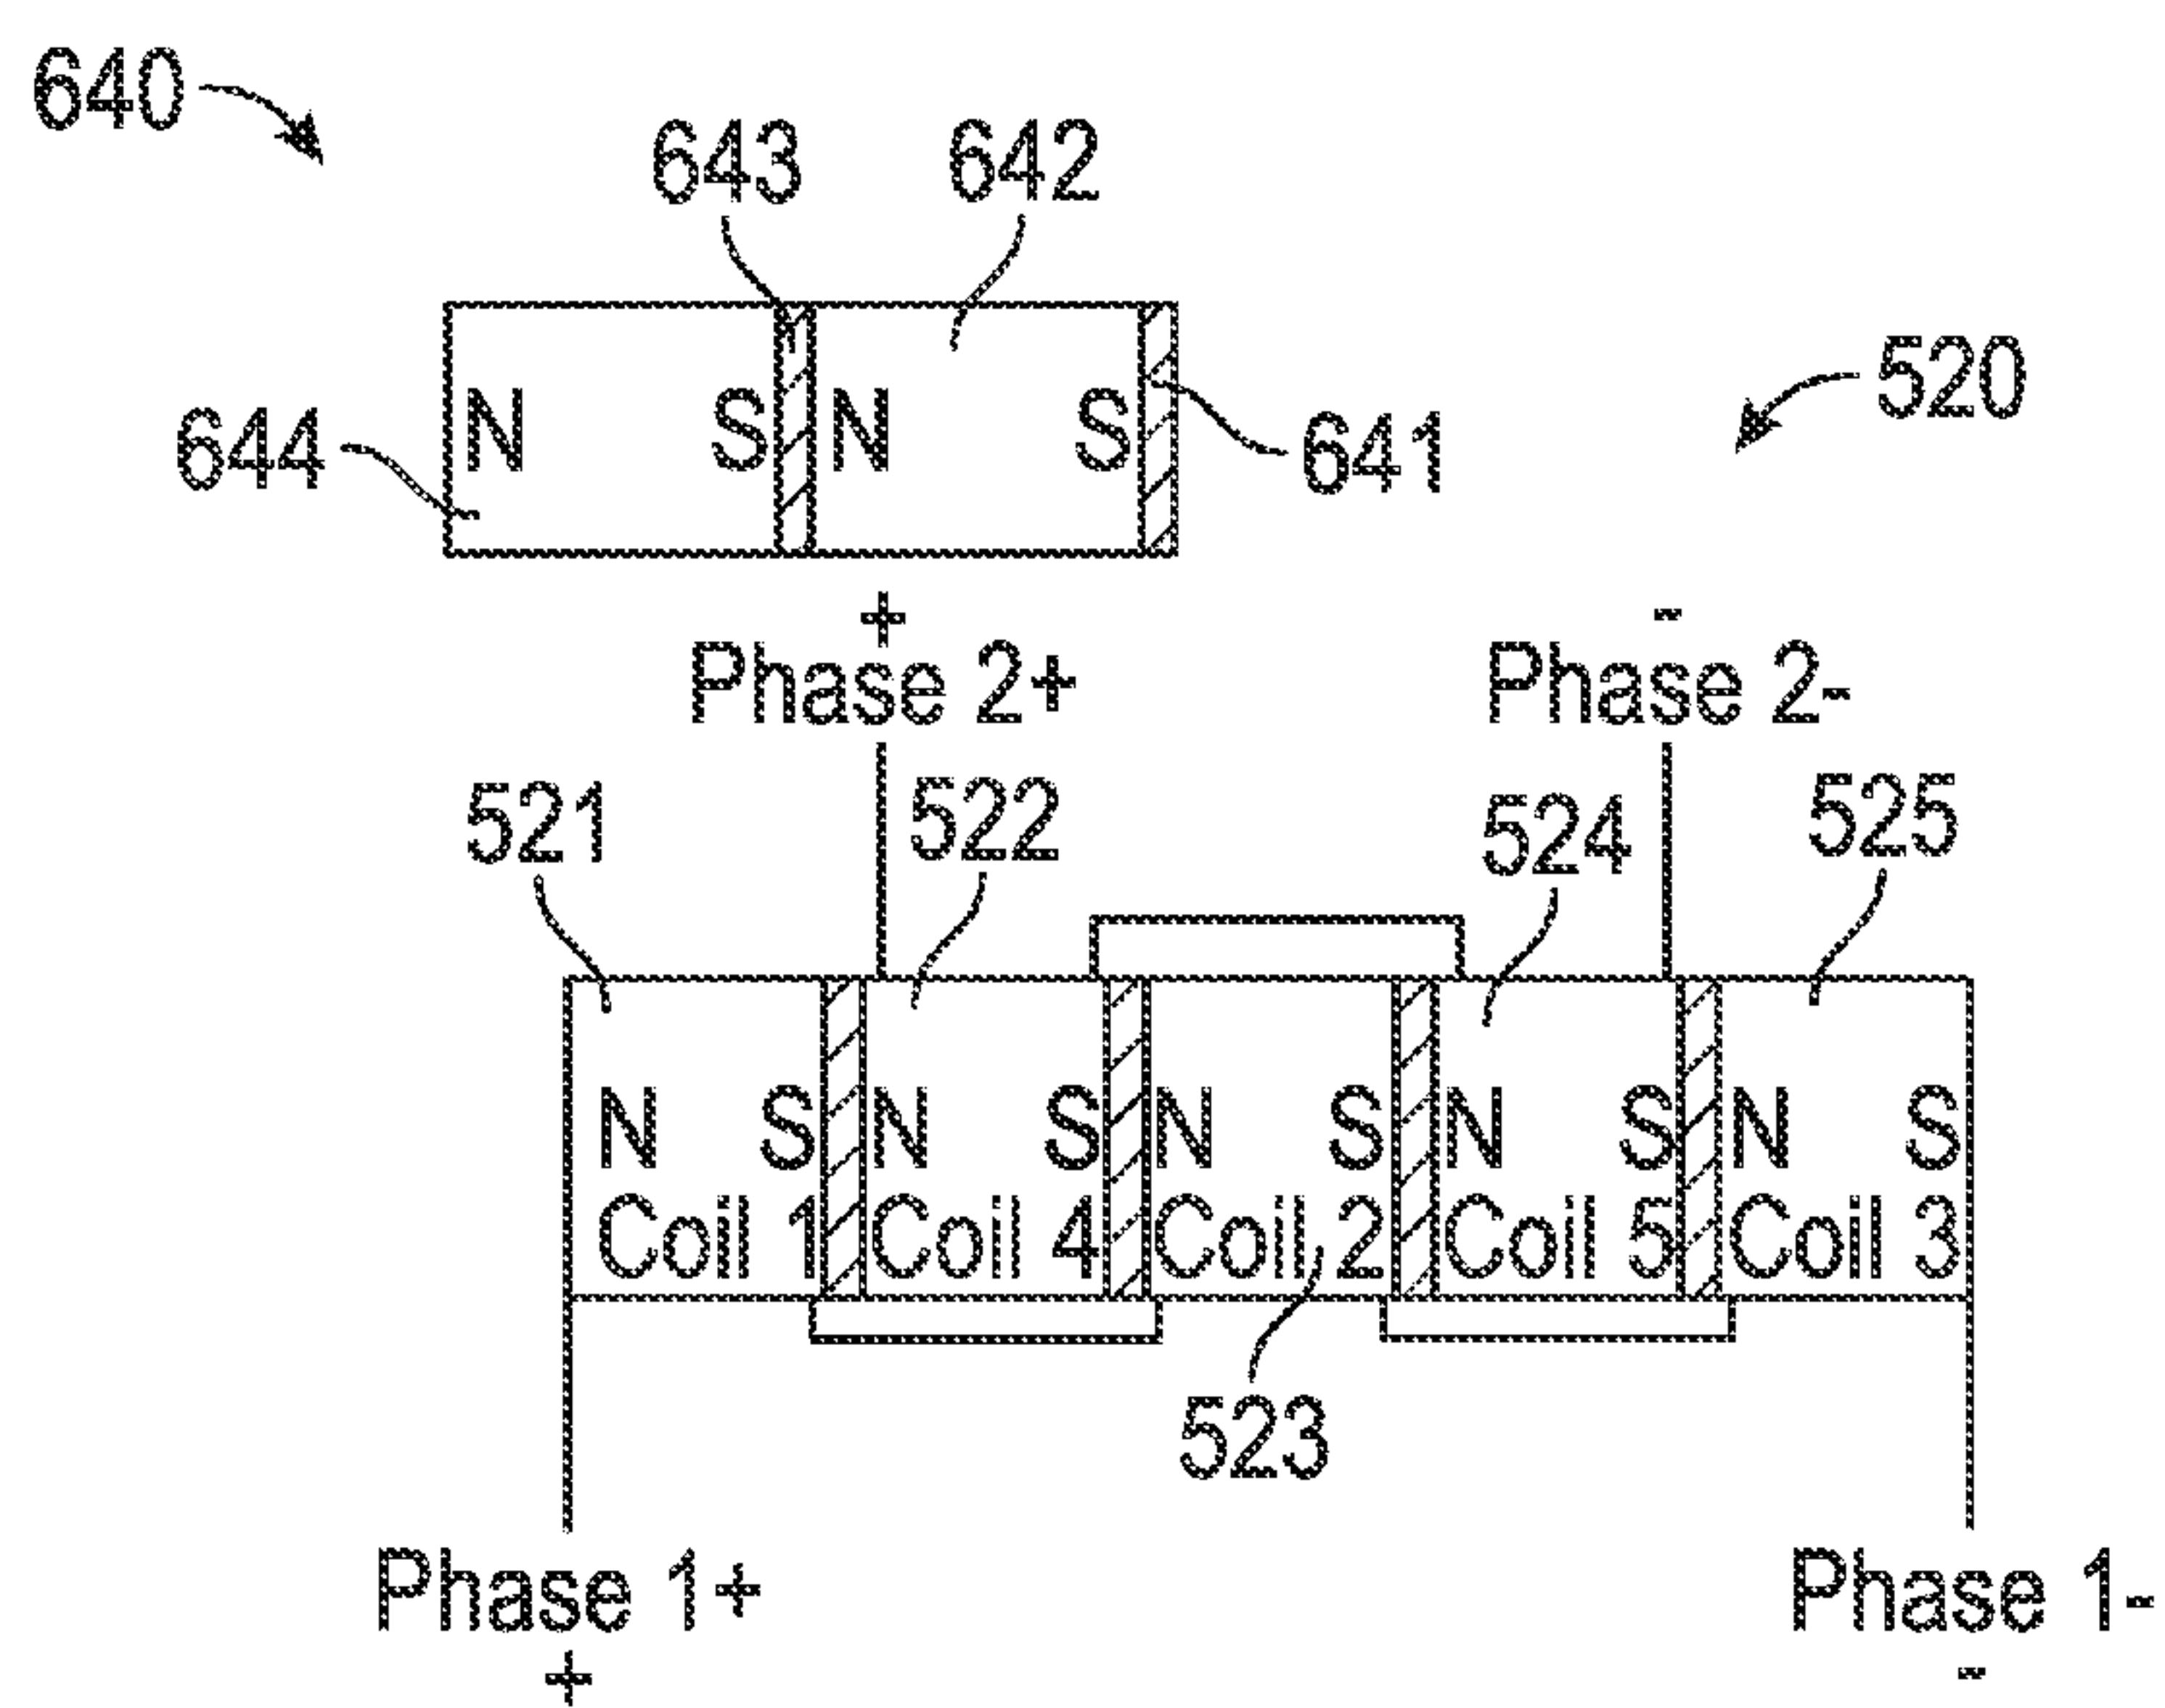 640
643 642
520
N S N S
644 641
+ -
Phase 2+ Phase 2-
521 522 524 525
N S N S N S N S N S
Coil 1 Coil 4 Coil 2 Coil 5 Coil 3
523
Phase 1+ Phase 1-
+ -